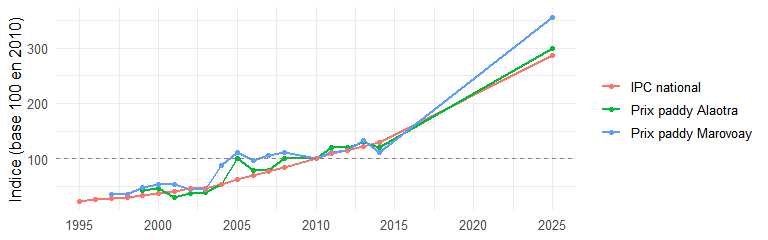 Indice (base 100 en 2010)
300
200
100
1995
2000
2005
2010
2015
2020
2025
IPC national
Prix paddy Alaotra
Prix paddy Marovoay